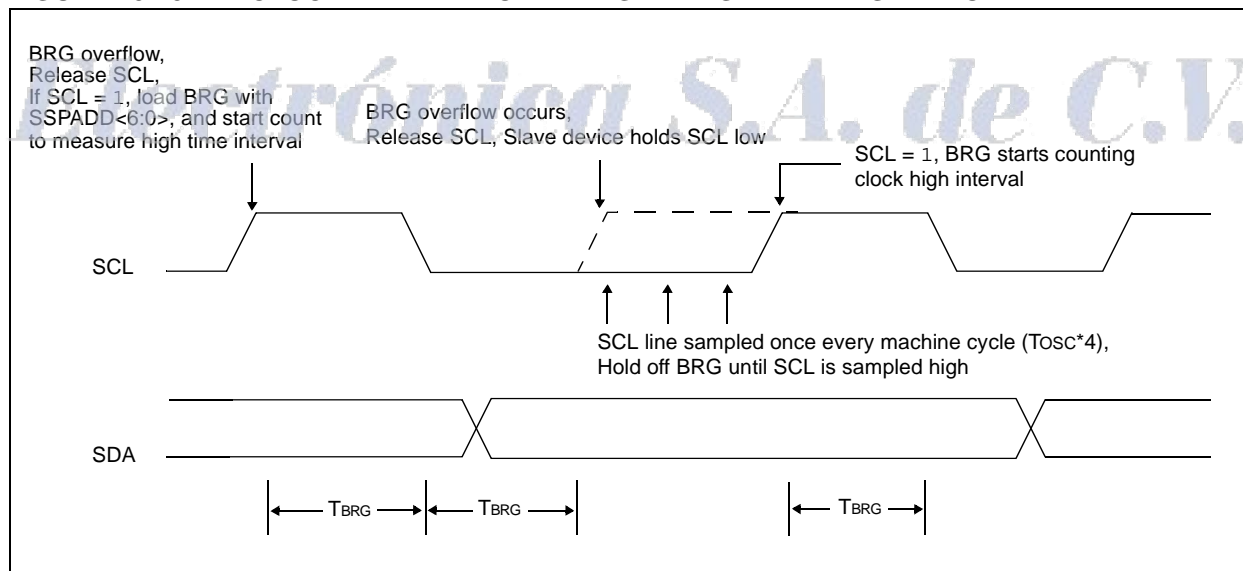 BRG overflow,
Release SCL,
If SCL = 1, load BRG with
SSPADD<6:0>, and start count
to measure high time interval
BRG overflow occurs,
Release SCL, Slave device holds SCL low
SCL = 1, BRG starts counting
clock high interval
Electrónica S.A. de C.V.
SCL
SCL line sampled once every machine cycle (TOSC*4),
Hold off BRG until SCL is sampled high
SDA
TBRG
TBRG
TBRG